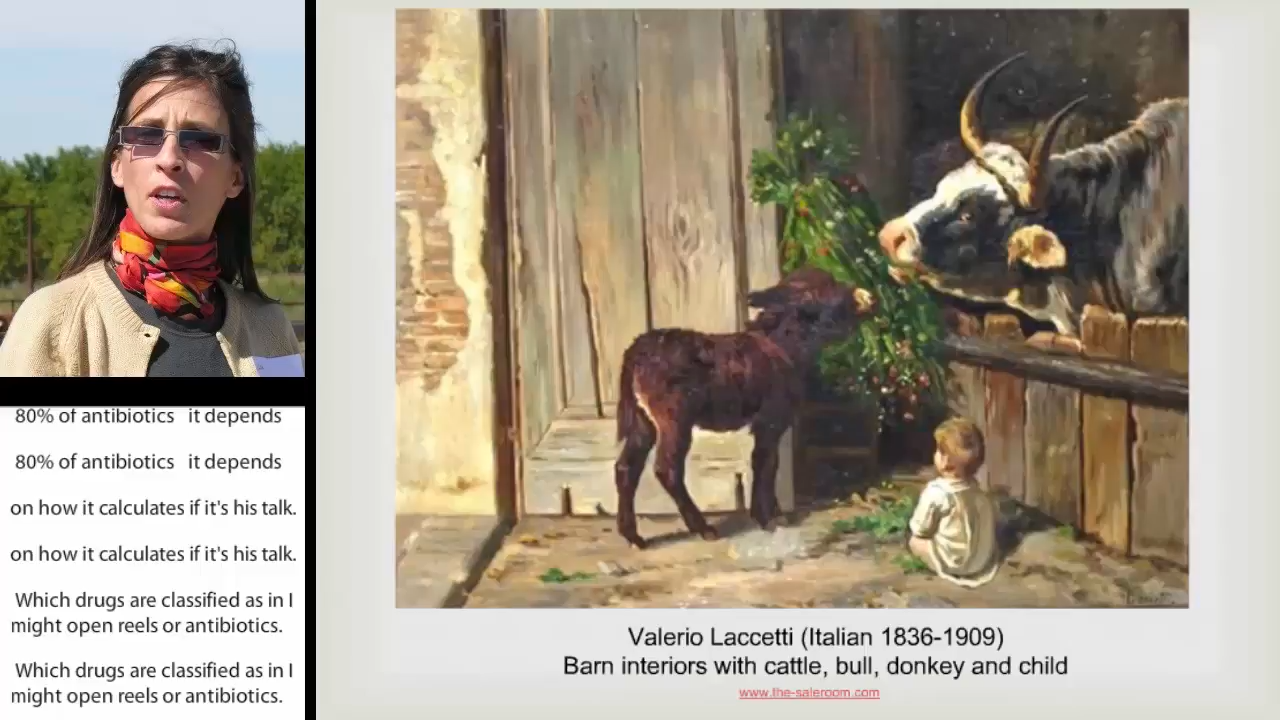 80% of antibiotics it depends
80% of antibiotics it depends
on how it calculates if it's his talk.
on how it calculates if it's his talk.
Which drugs are classified as in I
might open reels or antibiotics.
Which drugs are classified as in I
might open reels or antibiotics.
Valerio Laccetti (Italian 1836-1909)
Barn interiors with cattle, bull, donkey and child
www.the-saleroom.com